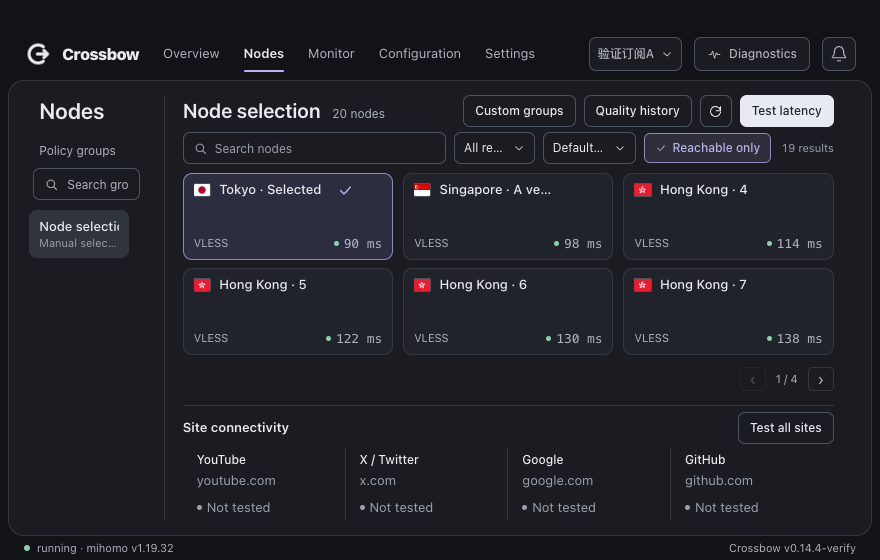 Crossbow
Overview
Nodes
Monitor
Configuration
Settings
验证订阅A
Diagnostics
Nodes
Policy groups
Search gro
Node selectic
Manual selec...
Node selection
20 nodes
Custom groups
Quality history
Test latency
Search nodes
All re...
Default...
Reachable only
19 results
Tokyo · Selected
VLESS
90 ms
Singapore · A ve...
VLESS
98 ms
Hong Kong · 4
VLESS
114 ms
Hong Kong · 5
VLESS
122 ms
Hong Kong · 6
VLESS
130 ms
Hong Kong · 7
VLESS
138 ms
1 / 4
Site connectivity
Test all sites
YouTube
youtube.com
Not tested
X / Twitter
x.com
Not tested
Google
google.com
Not tested
GitHub
github.com
Not tested
running · mihomo v1.19.32
Crossbow v0.14.4-verify